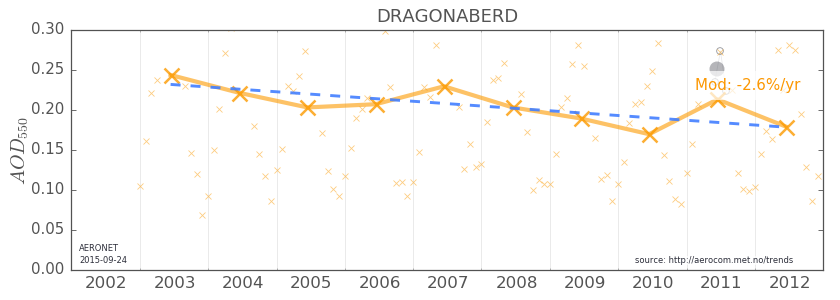 DRAGONABERD
0.30
0.25
0.20
0.15
0.10
0.05
0.00
AOD550
Mod: -2.6%/yr
AERONET
2015-09-24
source: http://aerocom.met.no/trends
2002 2003 2004 2005 2006 2007 2008 2009 2010 2011 2012